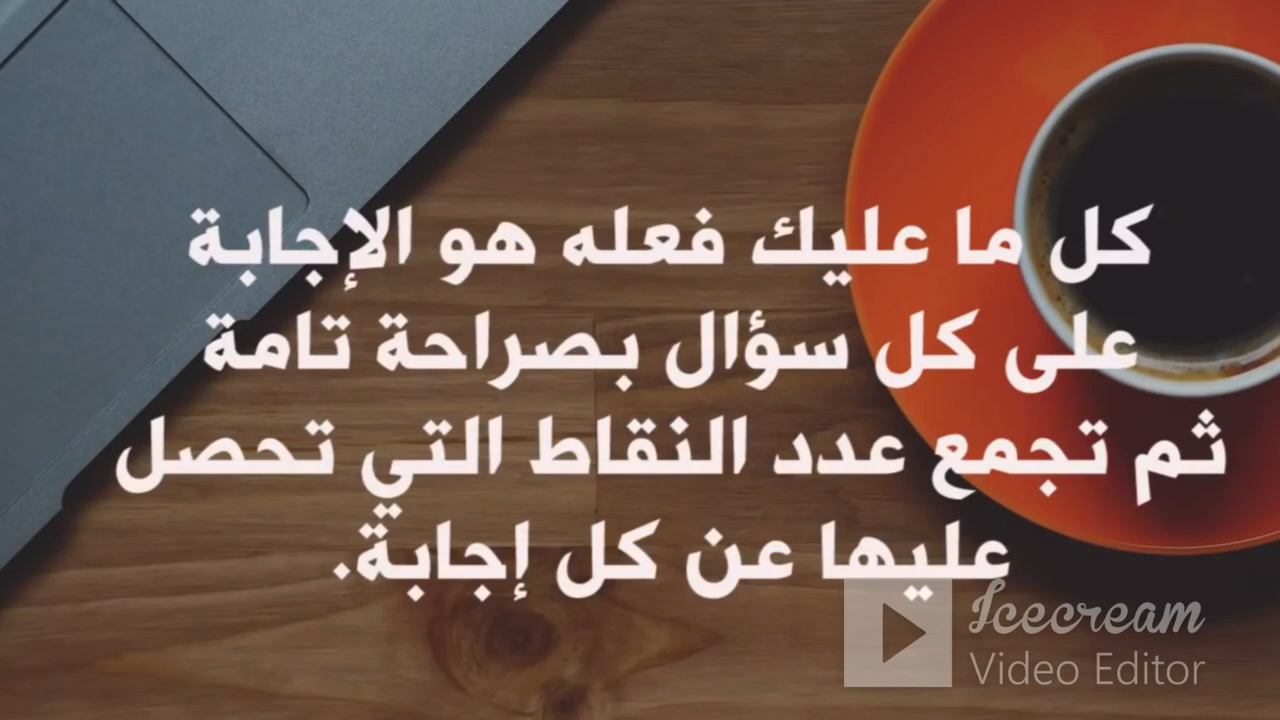 كل ما عليك فعله هو الإجابة
على كل سؤال بصراحة تامة
ثم تجمع عدد النقاط التي تحصل
عليها عن كل إجابة.
Icecream
Video Editor